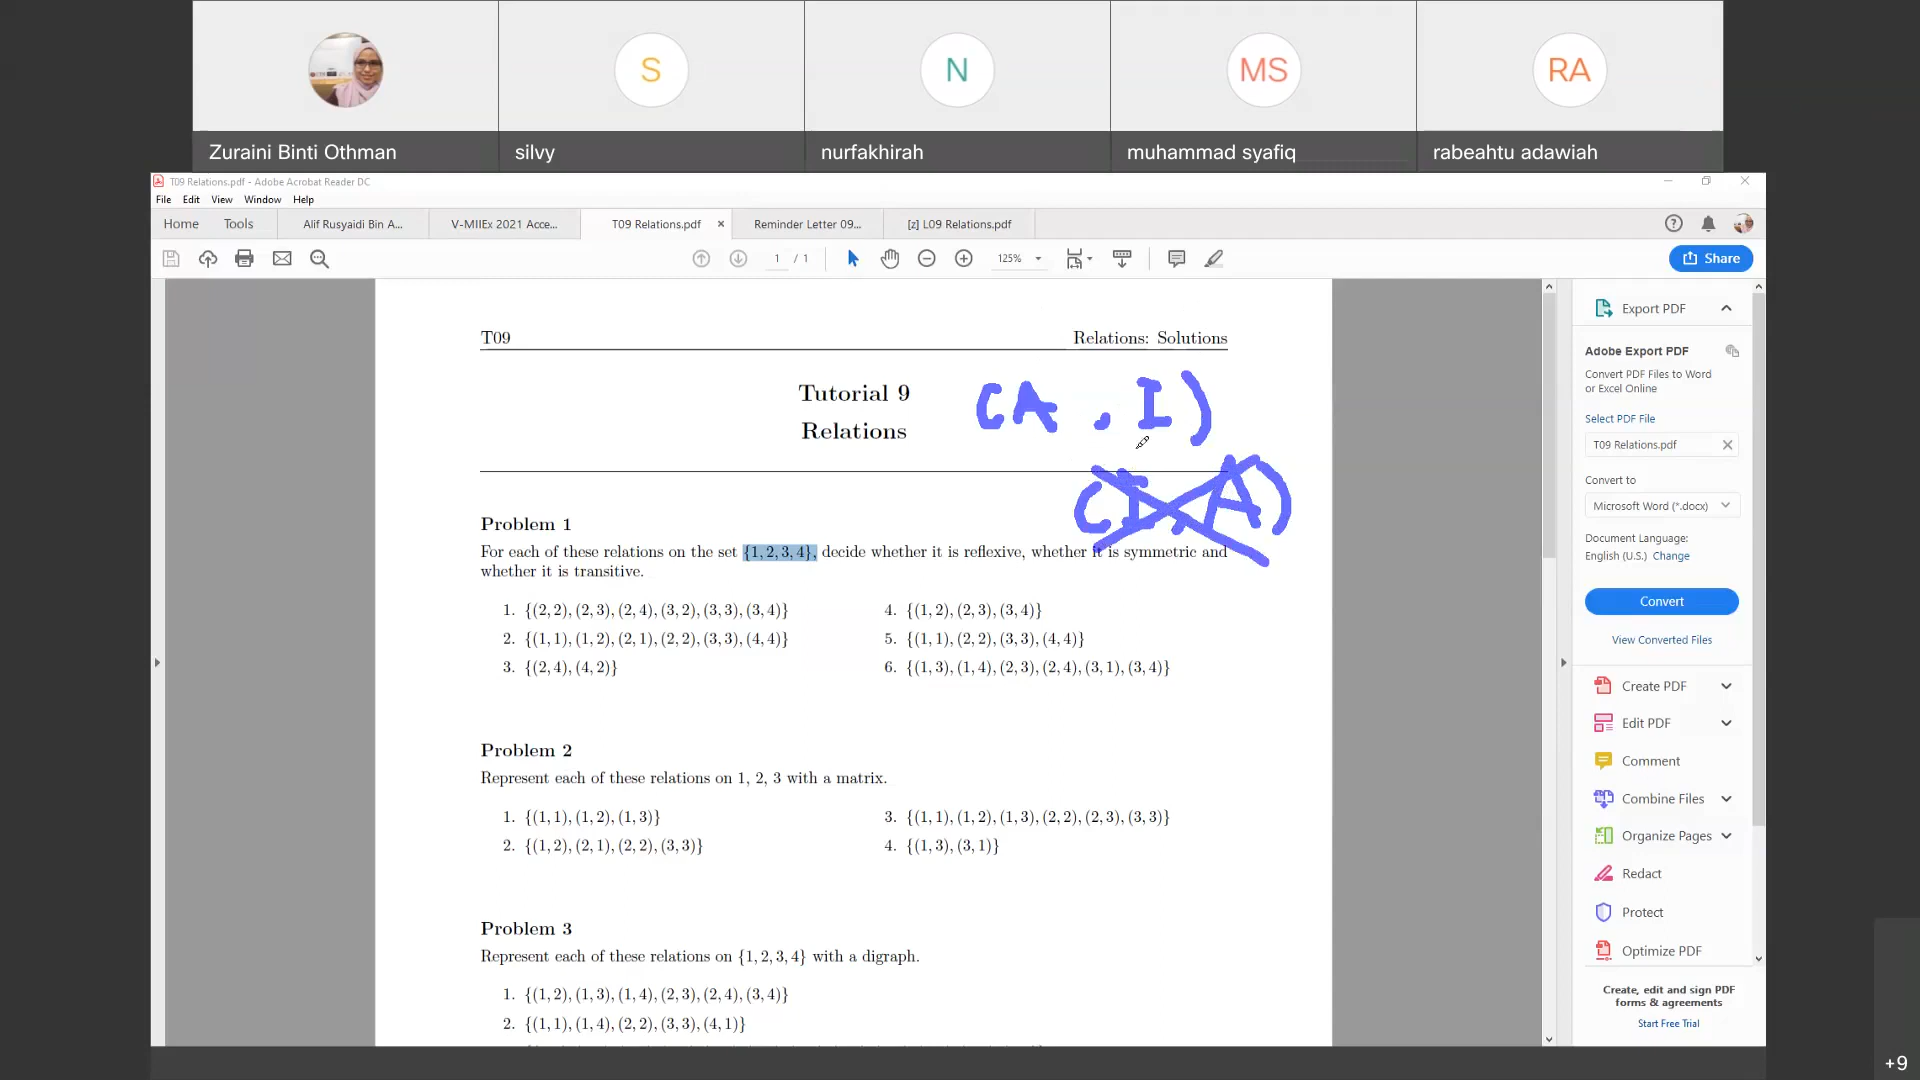 S
N
MS
RA
Zuraini Binti Othman
silvy
nurfakhirah
muhammad syafiq
rabeahtu adawiah
T09 Relations.pdf - Adobe Acrobat Reader DC
File Edit View Window Help
Home Tools Alif Rusyaidi Bin A... V-MIIEx 2021 Acce... T09 Relations.pdf × Reminder Letter 09... [z] L09 Relations.pdf
1 / 1 125% Share
T09 Relations: Solutions
Tutorial 9
Relations
(A , I)
(I, A)
Problem 1
For each of these relations on the set {1, 2, 3, 4}, decide whether it is reflexive, whether it is symmetric and
whether it is transitive.
1. {(2, 2), (2, 3), (2, 4), (3, 2), (3, 3), (3, 4)}
2. {(1, 1), (1, 2), (2, 1), (2, 2), (3, 3), (4, 4)}
3. {(2, 4), (4, 2)}
4. {(1, 2), (2, 3), (3, 4)}
5. {(1, 1), (2, 2), (3, 3), (4, 4)}
6. {(1, 3), (1, 4), (2, 3), (2, 4), (3, 1), (3, 4)}
Problem 2
Represent each of these relations on 1, 2, 3 with a matrix.
1. {(1, 1), (1, 2), (1, 3)}
2. {(1, 2), (2, 1), (2, 2), (3, 3)}
3. {(1, 1), (1, 2), (1, 3), (2, 2), (2, 3), (3, 3)}
4. {(1, 3), (3, 1)}
Problem 3
Represent each of these relations on {1, 2, 3, 4} with a digraph.
1. {(1, 2), (1, 3), (1, 4), (2, 3), (2, 4), (3, 4)}
2. {(1, 1), (1, 4), (2, 2), (3, 3), (4, 1)}
Export PDF
Adobe Export PDF
Convert PDF Files to Word
or Excel Online
Select PDF File
T09 Relations.pdf
Convert to
Microsoft Word (*.docx)
Document Language:
English (U.S.) Change
Convert
View Converted Files
Create PDF
Edit PDF
Comment
Combine Files
Organize Pages
Redact
Protect
Optimize PDF
Create, edit and sign PDF
forms & agreements
Start Free Trial
+9